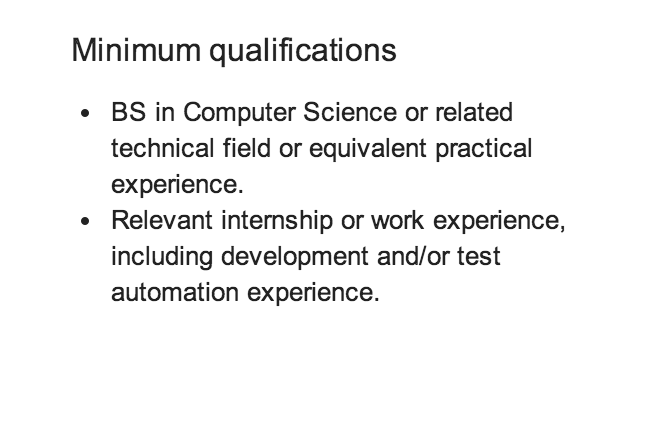 Minimum qualifications
• BS in Computer Science or related
technical field or equivalent practical
experience.
• Relevant internship or work experience,
including development and/or test
automation experience.